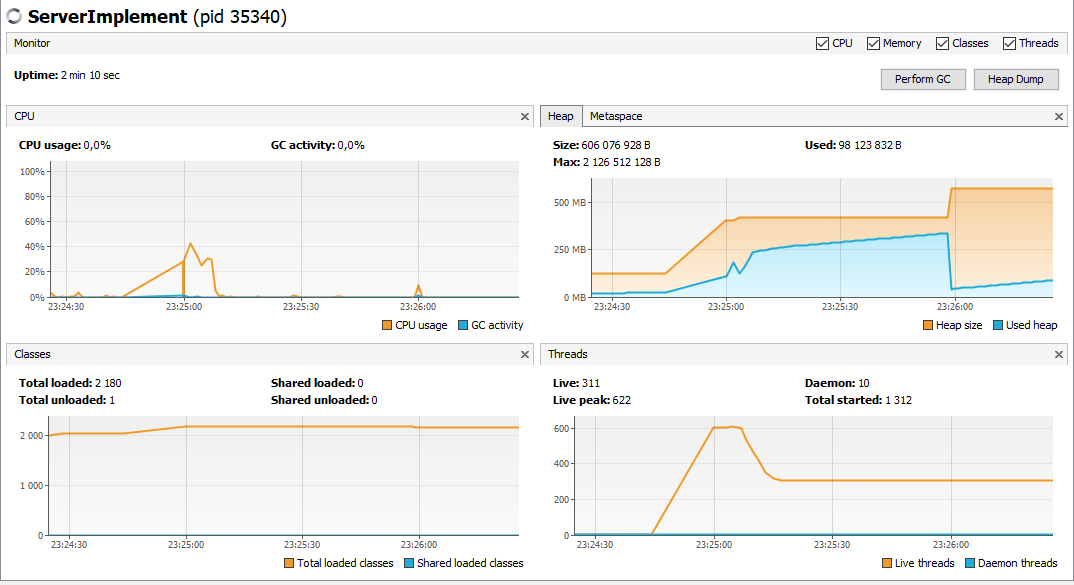 ServerImplement (pid 35340)
Monitor
CPU Memory Classes Threads
Uptime: 2 min 10 sec
Perform GC Heap Dump
CPU
CPU usage: 0,0% GC activity: 0,0%
100%
80%
60%
40%
20%
0%
23:24:30 23:25:00 23:25:30 23:26:00
CPU usage GC activity
Heap Metaspace
Size: 606 076 928 B Used: 98 123 832 B
Max: 2 126 512 128 B
500 MB
250 MB
0 MB
23:24:30 23:25:00 23:25:30 23:26:00
Heap size Used heap
Classes
Total loaded: 2 180 Shared loaded: 0
Total unloaded: 1 Shared unloaded: 0
2 000
1 000
0
23:24:30 23:25:00 23:25:30 23:26:00
Total loaded classes Shared loaded classes
Threads
Live: 311 Daemon: 10
Live peak: 622 Total started: 1 312
600
400
200
0
23:24:30 23:25:00 23:25:30 23:26:00
Live threads Daemon threads